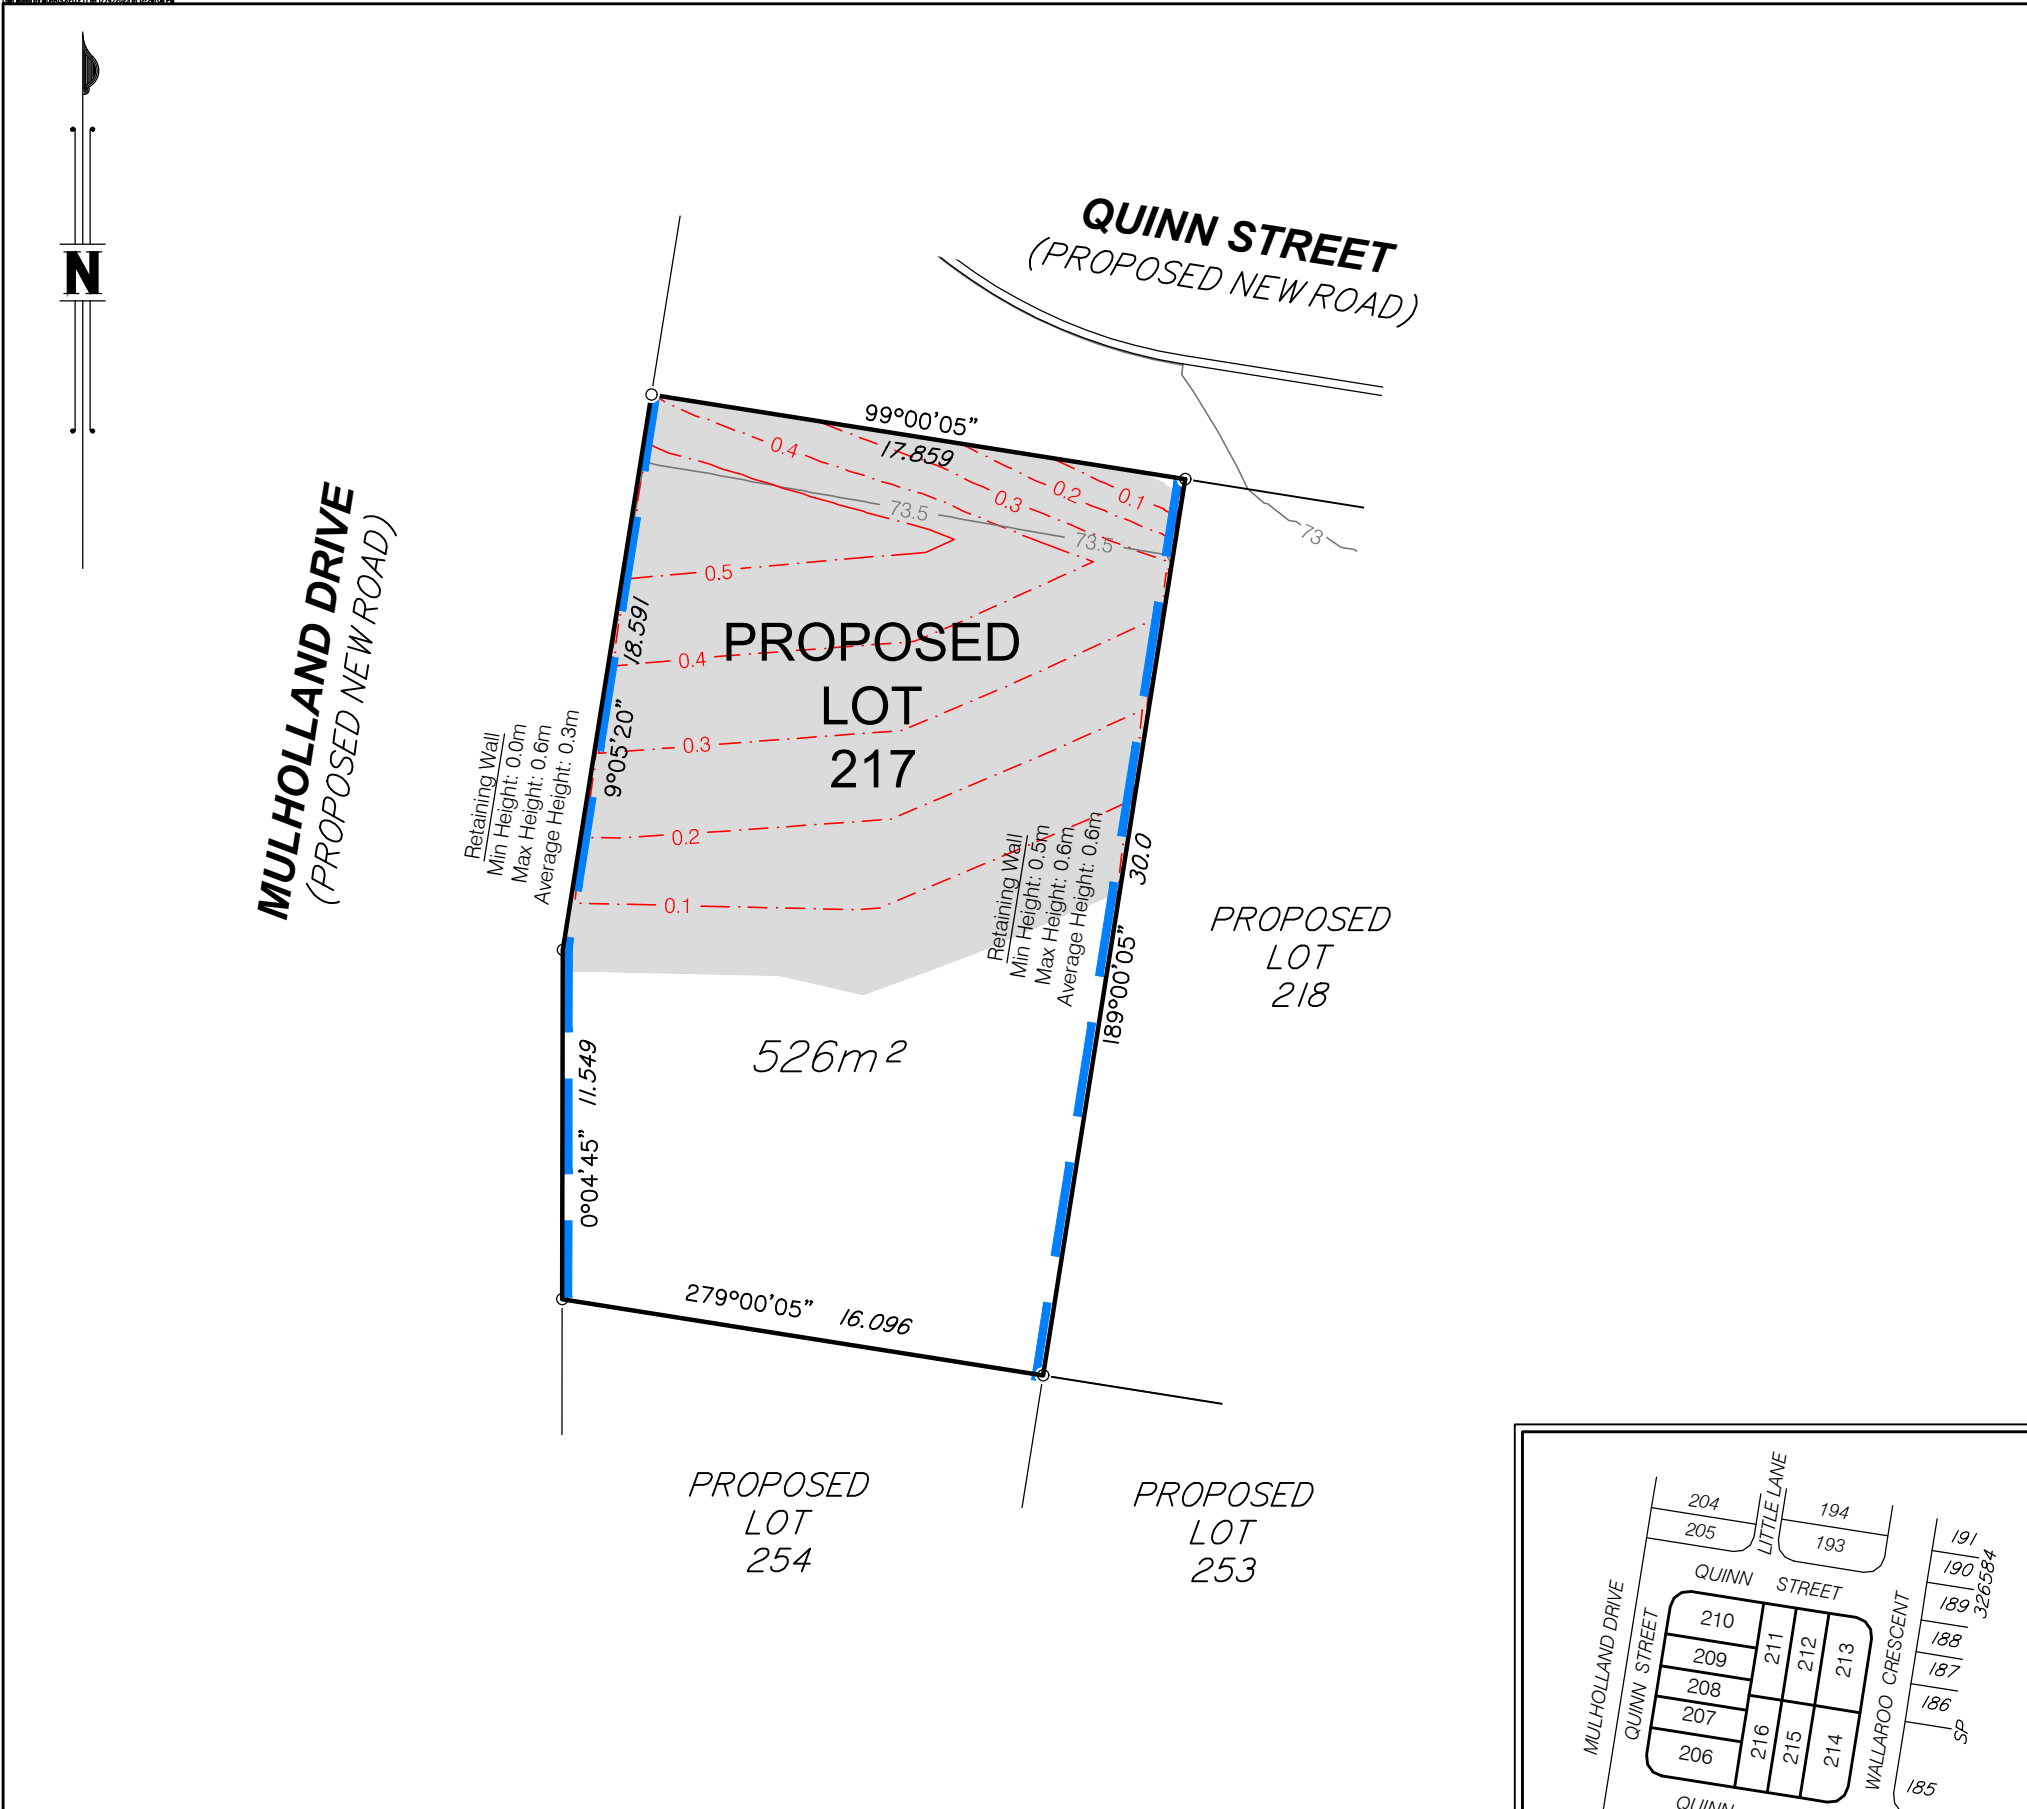 N
QUINN STREET
(PROPOSED NEW ROAD)
MULHOLLAND DRIVE
(PROPOSED NEW ROAD)
99°00'05"
17.859
0.4
0.3
0.2
0.1
73.5
73.5
73
0.5
18.591
9°05'20"
0.4
0.3
0.2
0.1
PROPOSED
LOT
217
Retaining Wall
Min Height: 0.0m
Max Height: 0.6m
Average Height: 0.3m
Retaining Wall
Min Height: 0.5m
Max Height: 0.6m
Average Height: 0.6m
30.0
189°00'05"
PROPOSED
LOT
218
526m²
11.549
0°04'45"
279°00'05" 16.096
PROPOSED
LOT
254
PROPOSED
LOT
253
204
205
LITTLE LANE
194
193
191
190
189
188
187
186
185
326584
SP
QUINN STREET
MULHOLLAND DRIVE
QUINN STREET
210
209
208
207
206
211
212
213
216
215
214
WALLAROO CRESCENT
QUINN